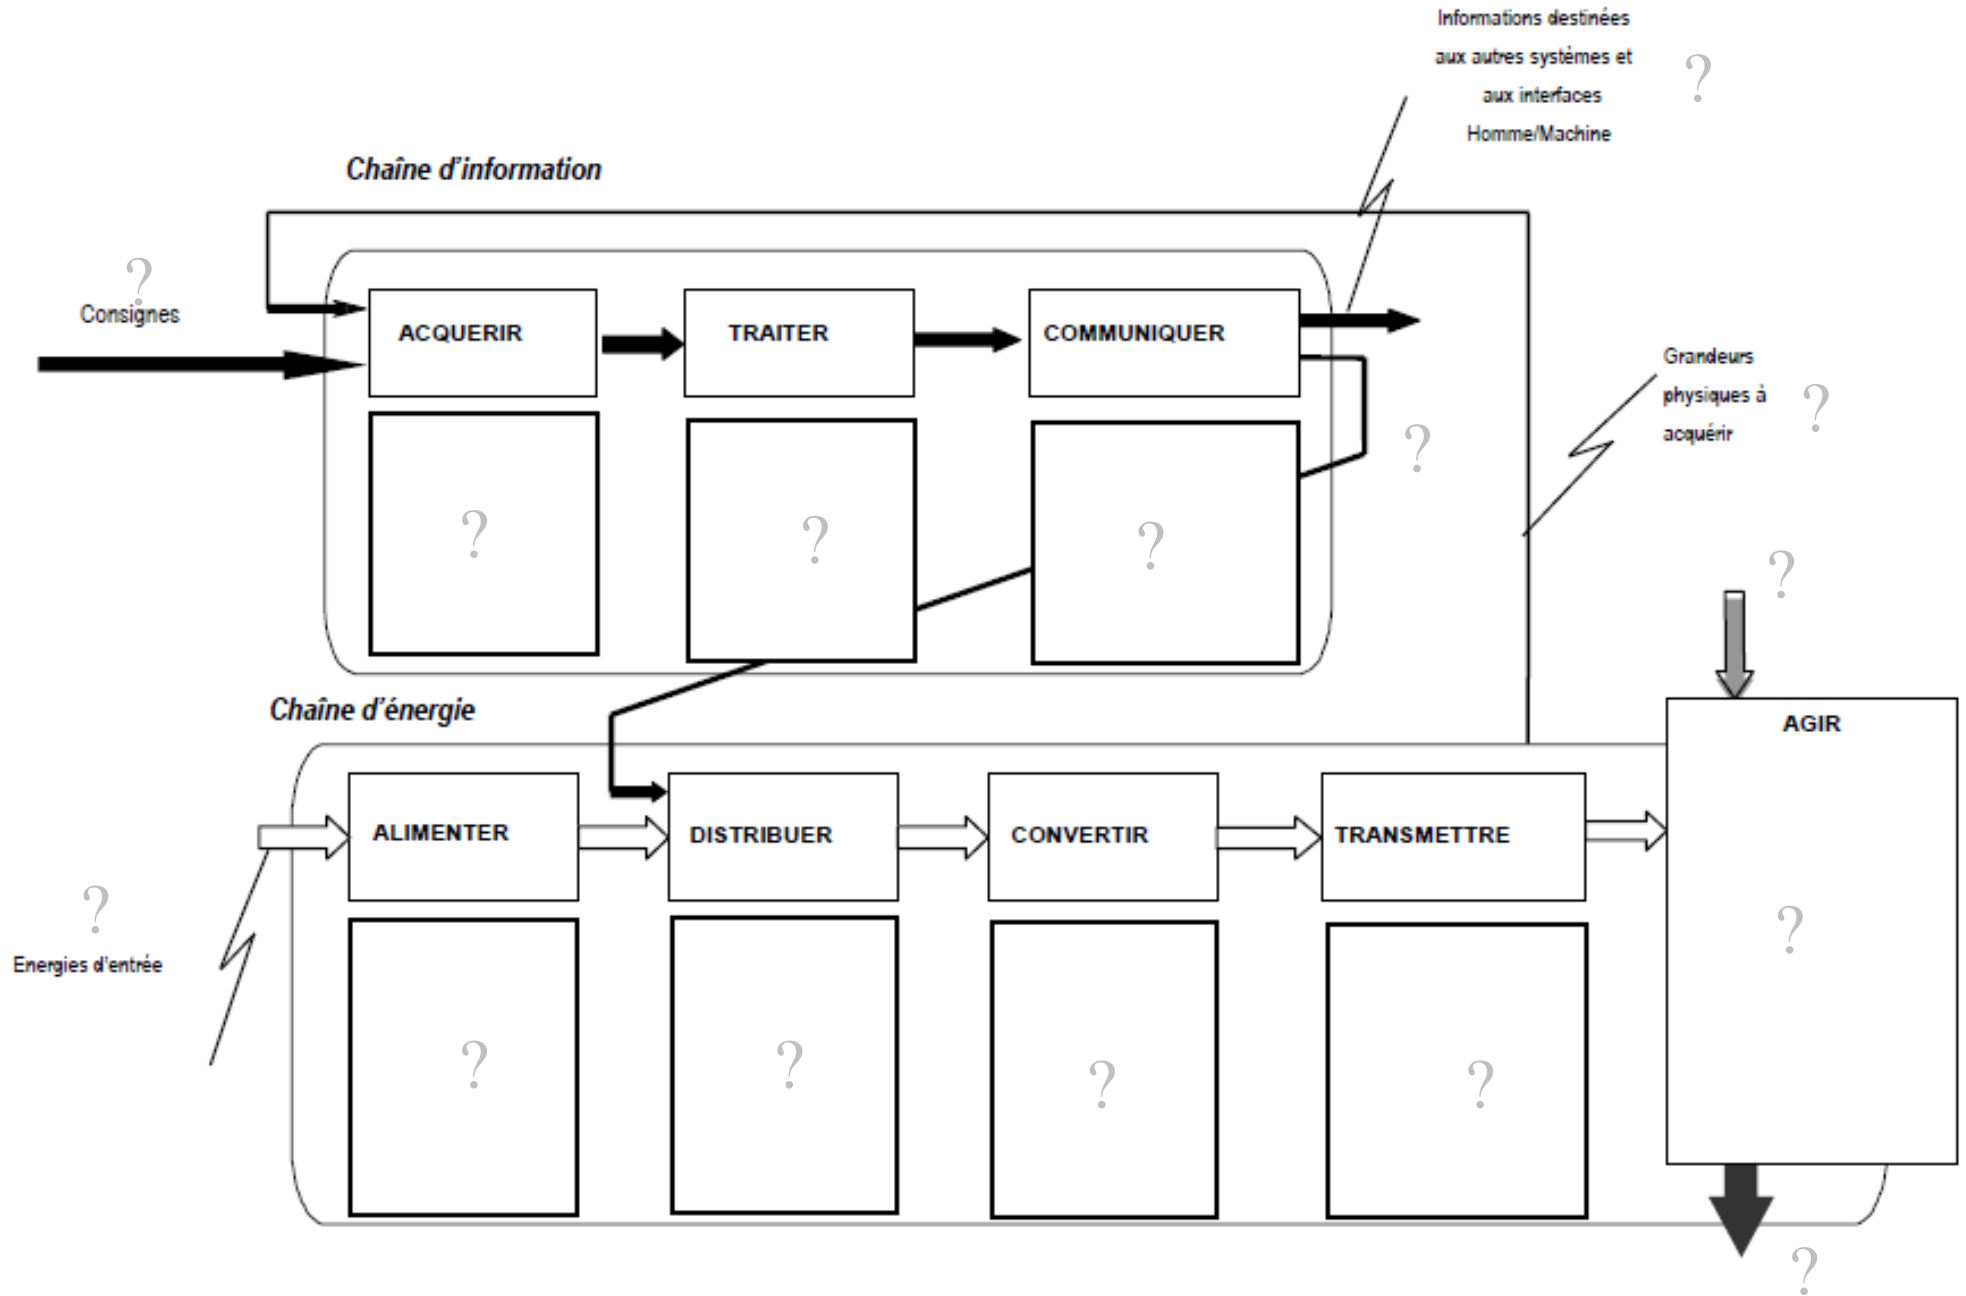 Informations destinées
aux autres systèmes et
?
aux interfaces
Homme/Machine
Chaîne d'information
?
Consignes
ACQUERIR
TRAITER
COMMUNIQUER
Grandeurs
physiques à
?
acquérir
?
?
?
?
?
Chaîne d'énergie
AGIR
ALIMENTER
DISTRIBUER
CONVERTIR
TRANSMETTRE
?
Energies d'entrée
?
?
?
?
?
?